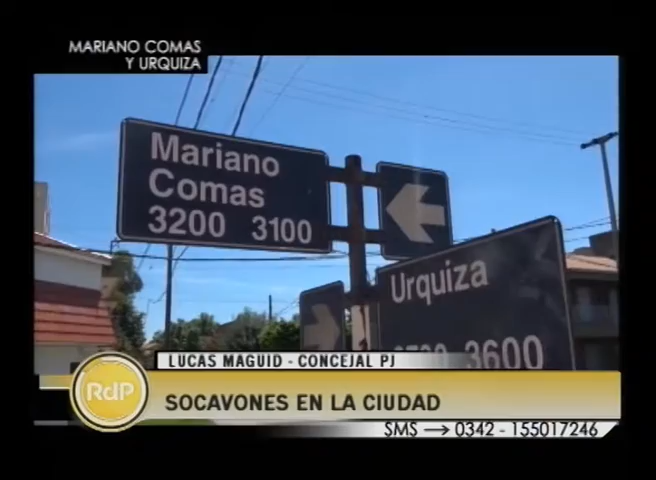 MARIANO COMAS
Y URQUIZA
Mariano
Comas
3200 3100
Urquiza
3600
LUCAS MAGUID - CONCEJAL PJ
RdP
SOCAVONES EN LA CIUDAD
SMS → 0342 - 155017246